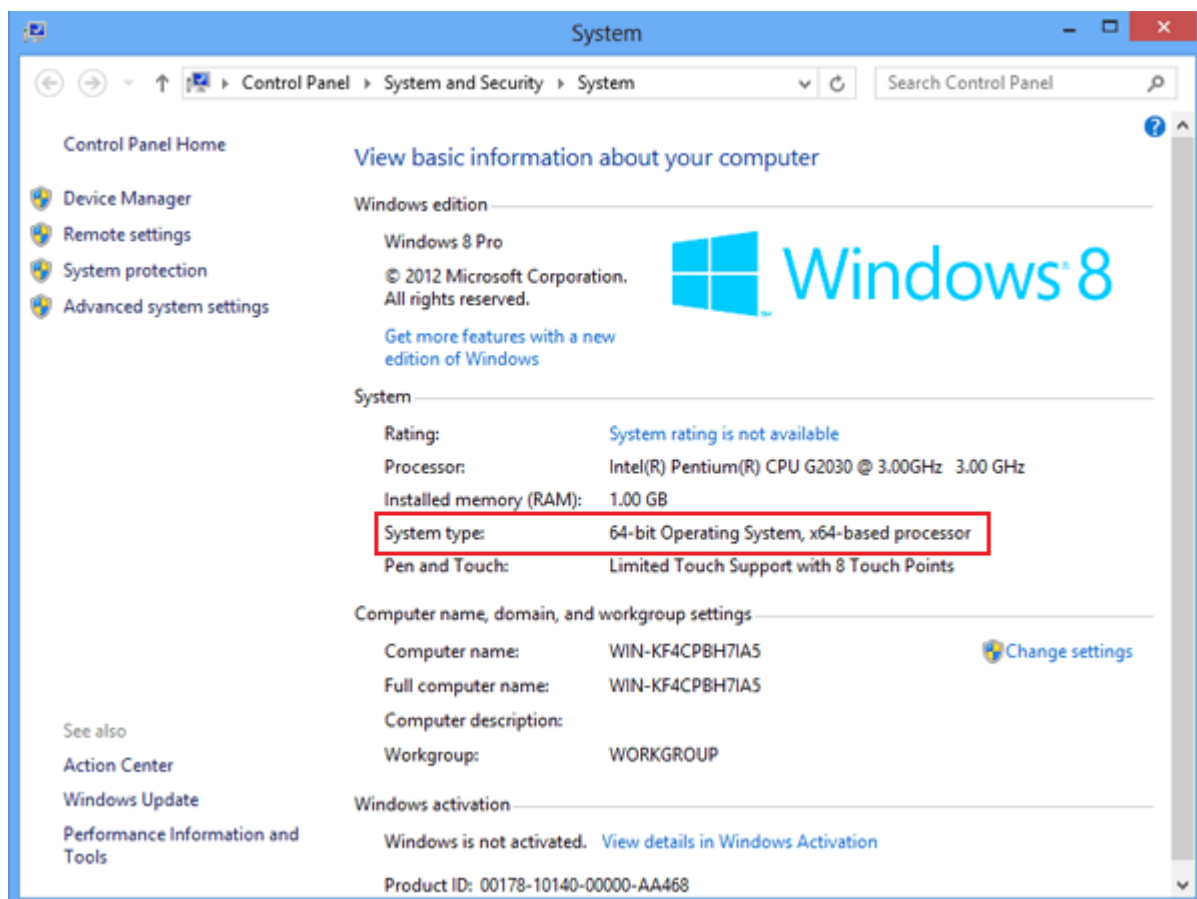 System
Control Panel System and Security System
Search Control Panel
Control Panel Home
Device Manager
Remote settings
System protection
Advanced system settings
See also
Action Center
Windows Update
Performance Information and
Tools
View basic information about your computer
Windows edition
Windows 8 Pro
© 2012 Microsoft Corporation.
All rights reserved.
Get more features with a new
edition of Windows
Windows 8
System
Rating: System rating is not available
Processor: Intel(R) Pentium(R) CPU G2030 @ 3.00GHz 3.00 GHz
Installed memory (RAM): 1.00 GB
System type: 64-bit Operating System, x64-based processor
Pen and Touch: Limited Touch Support with 8 Touch Points
Computer name, domain, and workgroup settings
Computer name: WIN-KF4CPBH7IA5
Change settings
Full computer name: WIN-KF4CPBH7IA5
Computer description:
Workgroup: WORKGROUP
Windows activation
Windows is not activated. View details in Windows Activation
Product ID: 00178-10140-00000-AA468